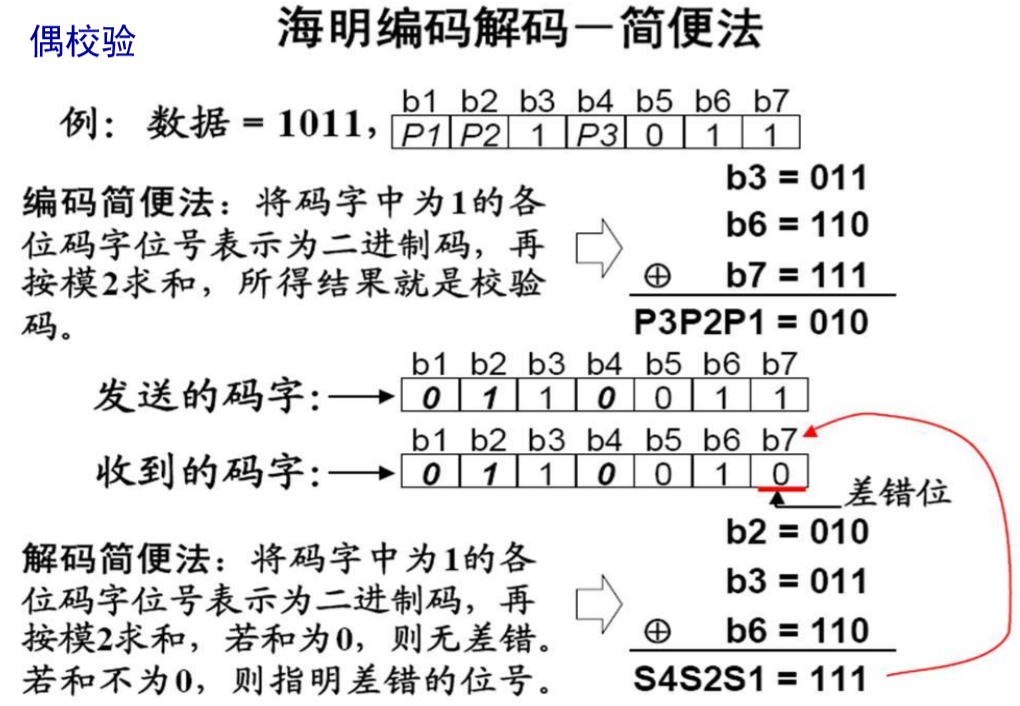 偶校验
海明编码解码－简便法
b1 b2 b3 b4 b5 b6 b7
例： 数据 = 1011, P1 P2 1 P3 0 1 1
编码简便法：将码字中为1的各
位码字位号表示为二进制码，再
按模2求和，所得结果就是校验
码。
b3 = 011
b6 = 110
⊕ b7 = 111
P3P2P1 = 010
b1 b2 b3 b4 b5 b6 b7
发送的码字: 0 1 1 0 0 1 1
b1 b2 b3 b4 b5 b6 b7
收到的码字: 0 1 1 0 0 1 0
差错位
解码简便法：将码字中为1的各
位码字位号表示为二进制码，再
按模2求和，若和为0，则无差错。
若和不为0，则指明差错的位号。
b2 = 010
b3 = 011
⊕ b6 = 110
S4S2S1 = 111